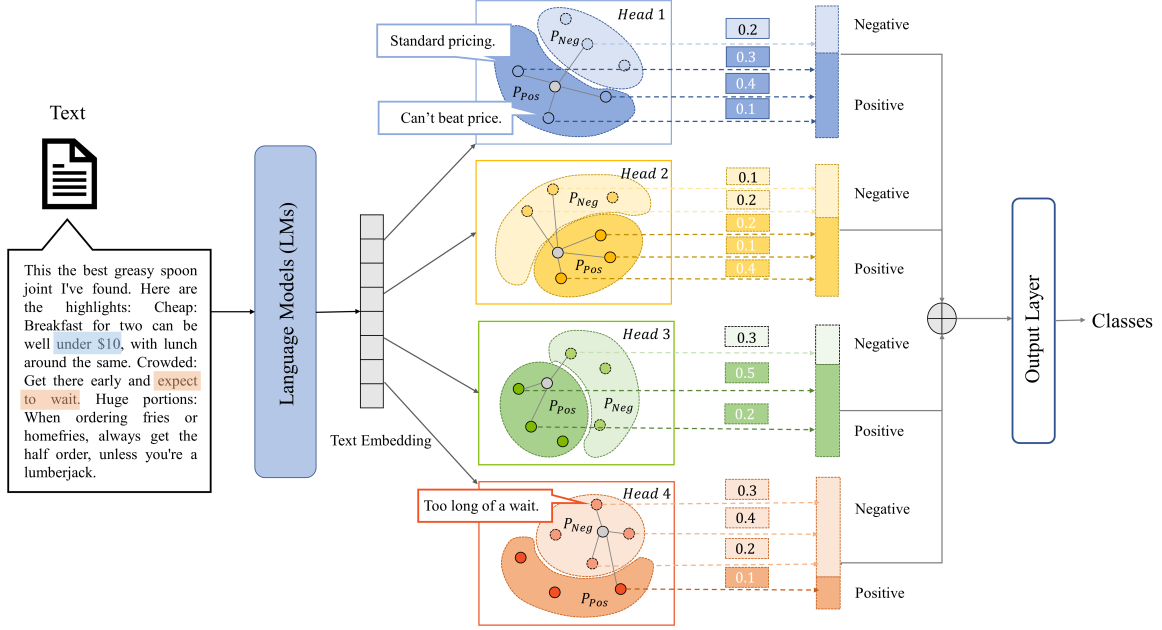 Text
This the best greasy spoon
joint I've found. Here are
the highlights: Cheap:
Breakfast for two can be
well under $10, with lunch
around the same. Crowded:
Get there early and expect
to wait. Huge portions:
When ordering fries or
homefries, always get the
half order, unless you're a
lumberjack.
Language Models (LMs)
Text Embedding
Head 1
Standard pricing.
P_Neg
P_Pos
Can't beat price.
0.2
0.3
0.4
0.1
Negative
Positive
Head 2
P_Neg
P_Pos
0.1
0.2
0.2
0.1
0.4
Negative
Positive
Head 3
P_Pos
P_Neg
0.3
0.5
0.2
Negative
Positive
Head 4
Too long of a wait.
P_Neg
P_Pos
0.3
0.4
0.2
0.1
Negative
Positive
Output Layer
Classes